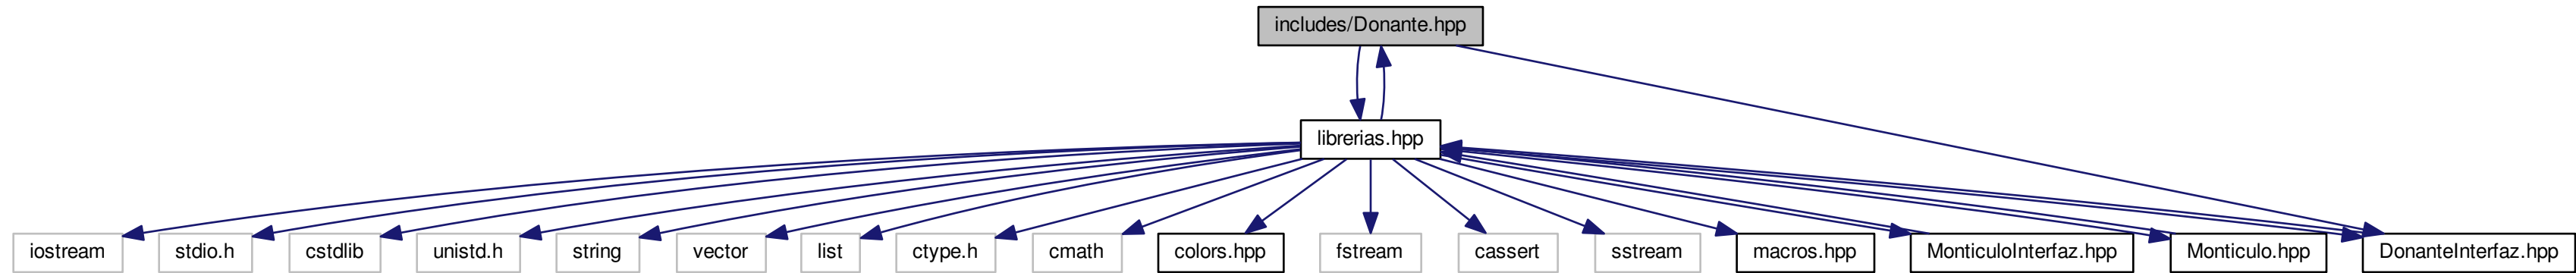 includes/Donante.hpp
librerias.hpp
iostream
stdio.h
cstdlib
unistd.h
string
vector
list
ctype.h
cmath
colors.hpp
fstream
cassert
sstream
macros.hpp
MonticuloInterfaz.hpp
Monticulo.hpp
DonanteInterfaz.hpp